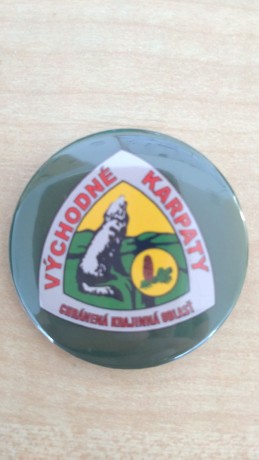 VÝCHODNÉ KARPATY
CHRÁNENÁ KRAJINNÁ OBLASŤ